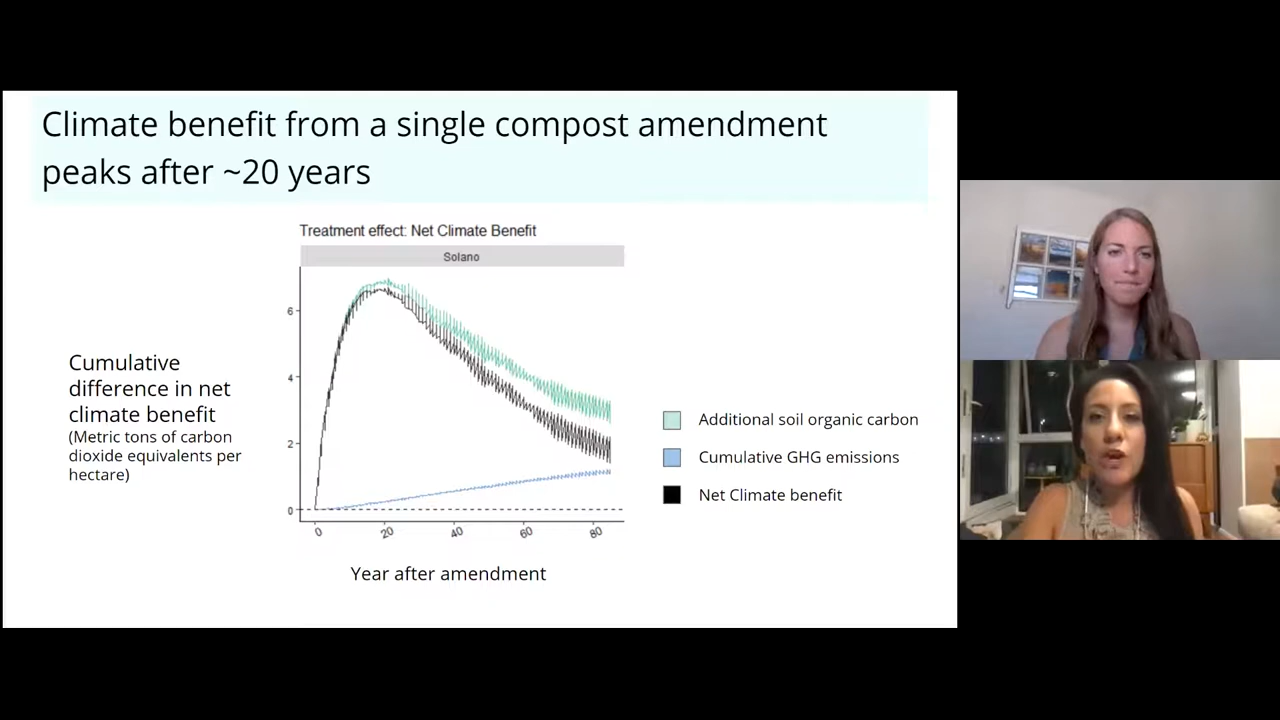 Climate benefit from a single compost amendment
peaks after ~20 years
Treatment effect: Net Climate Benefit
Solano
6
4
2
0
0
20
40
60
80
Cumulative
difference in net
climate benefit
(Metric tons of carbon
dioxide equivalents per
hectare)
Year after amendment
Additional soil organic carbon
Cumulative GHG emissions
Net Climate benefit